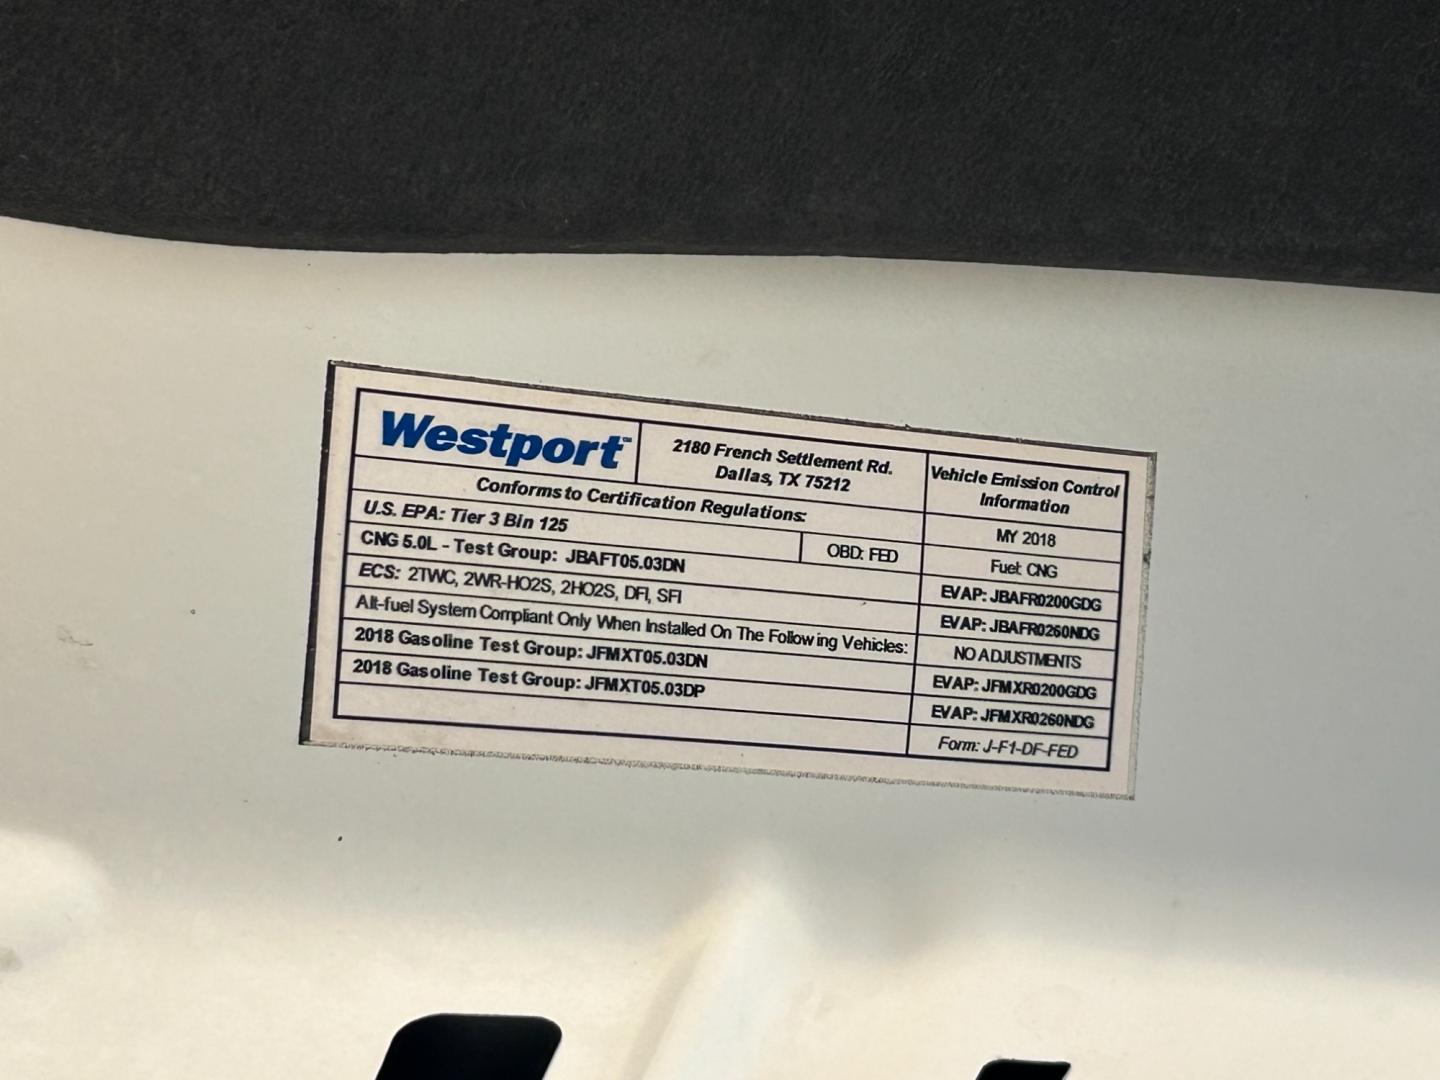 Westport™
2180 French Settlement Rd.
Dallas, TX 75212
Vehicle Emission Control
Information
Conforms to Certification Regulations:
MY 2018
U.S. EPA: Tier 3 Bin 125
OBD: FED
Fuel: CNG
CNG 5.0L - Test Group: JBAFT05.03DN
EVAP: JBAFR0200GDG
ECS: 2TWC, 2WR-HO2S, 2HO2S, DFI, SFI
EVAP: JBAFR0260NDG
Alt-fuel System Compliant Only When Installed On The Following Vehicles:
NO ADJUSTMENTS
2018 Gasoline Test Group: JFMXT05.03DN
EVAP: JFMXR0200GDG
2018 Gasoline Test Group: JFMXT05.03DP
EVAP: JFMXR0260NDG
Form: J-F1-DF-FED